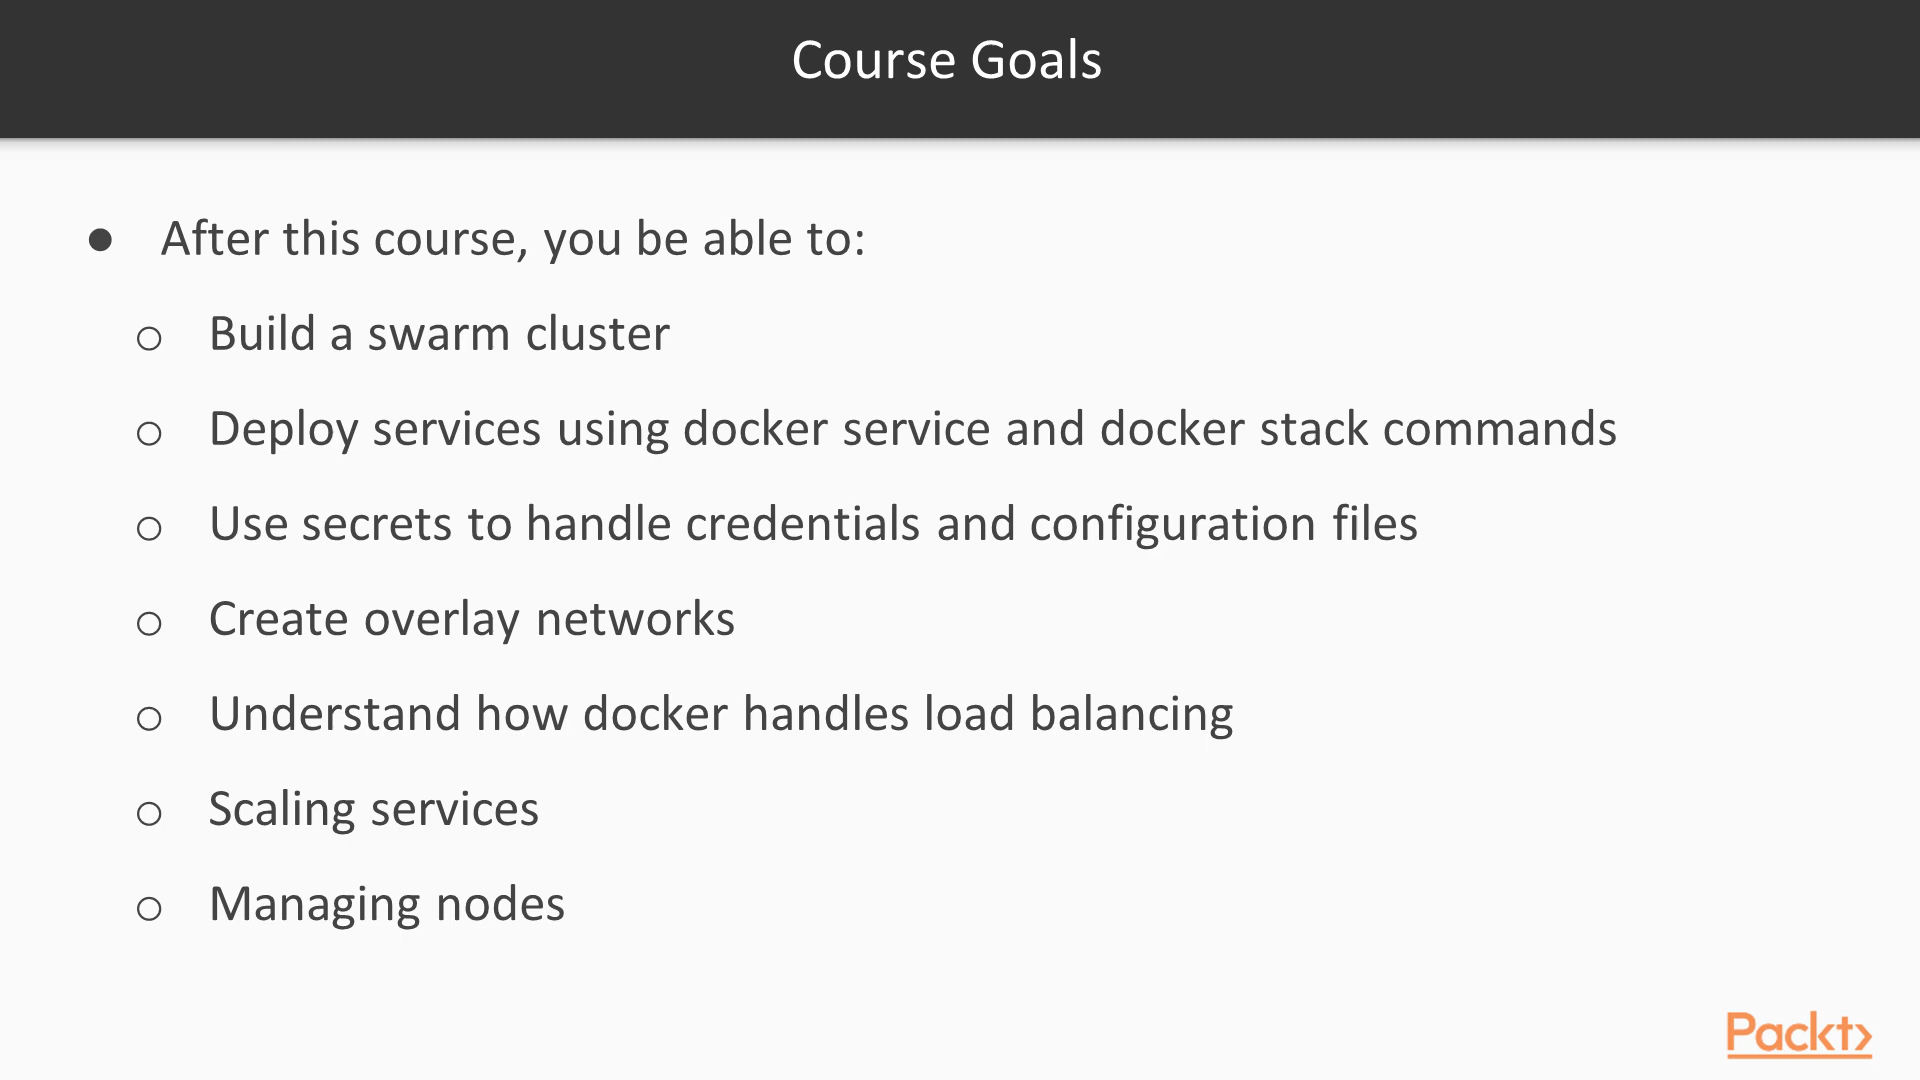 Course Goals
● After this course, you be able to:
○ Build a swarm cluster
○ Deploy services using docker service and docker stack commands
○ Use secrets to handle credentials and configuration files
○ Create overlay networks
○ Understand how docker handles load balancing
○ Scaling services
○ Managing nodes
Packt>